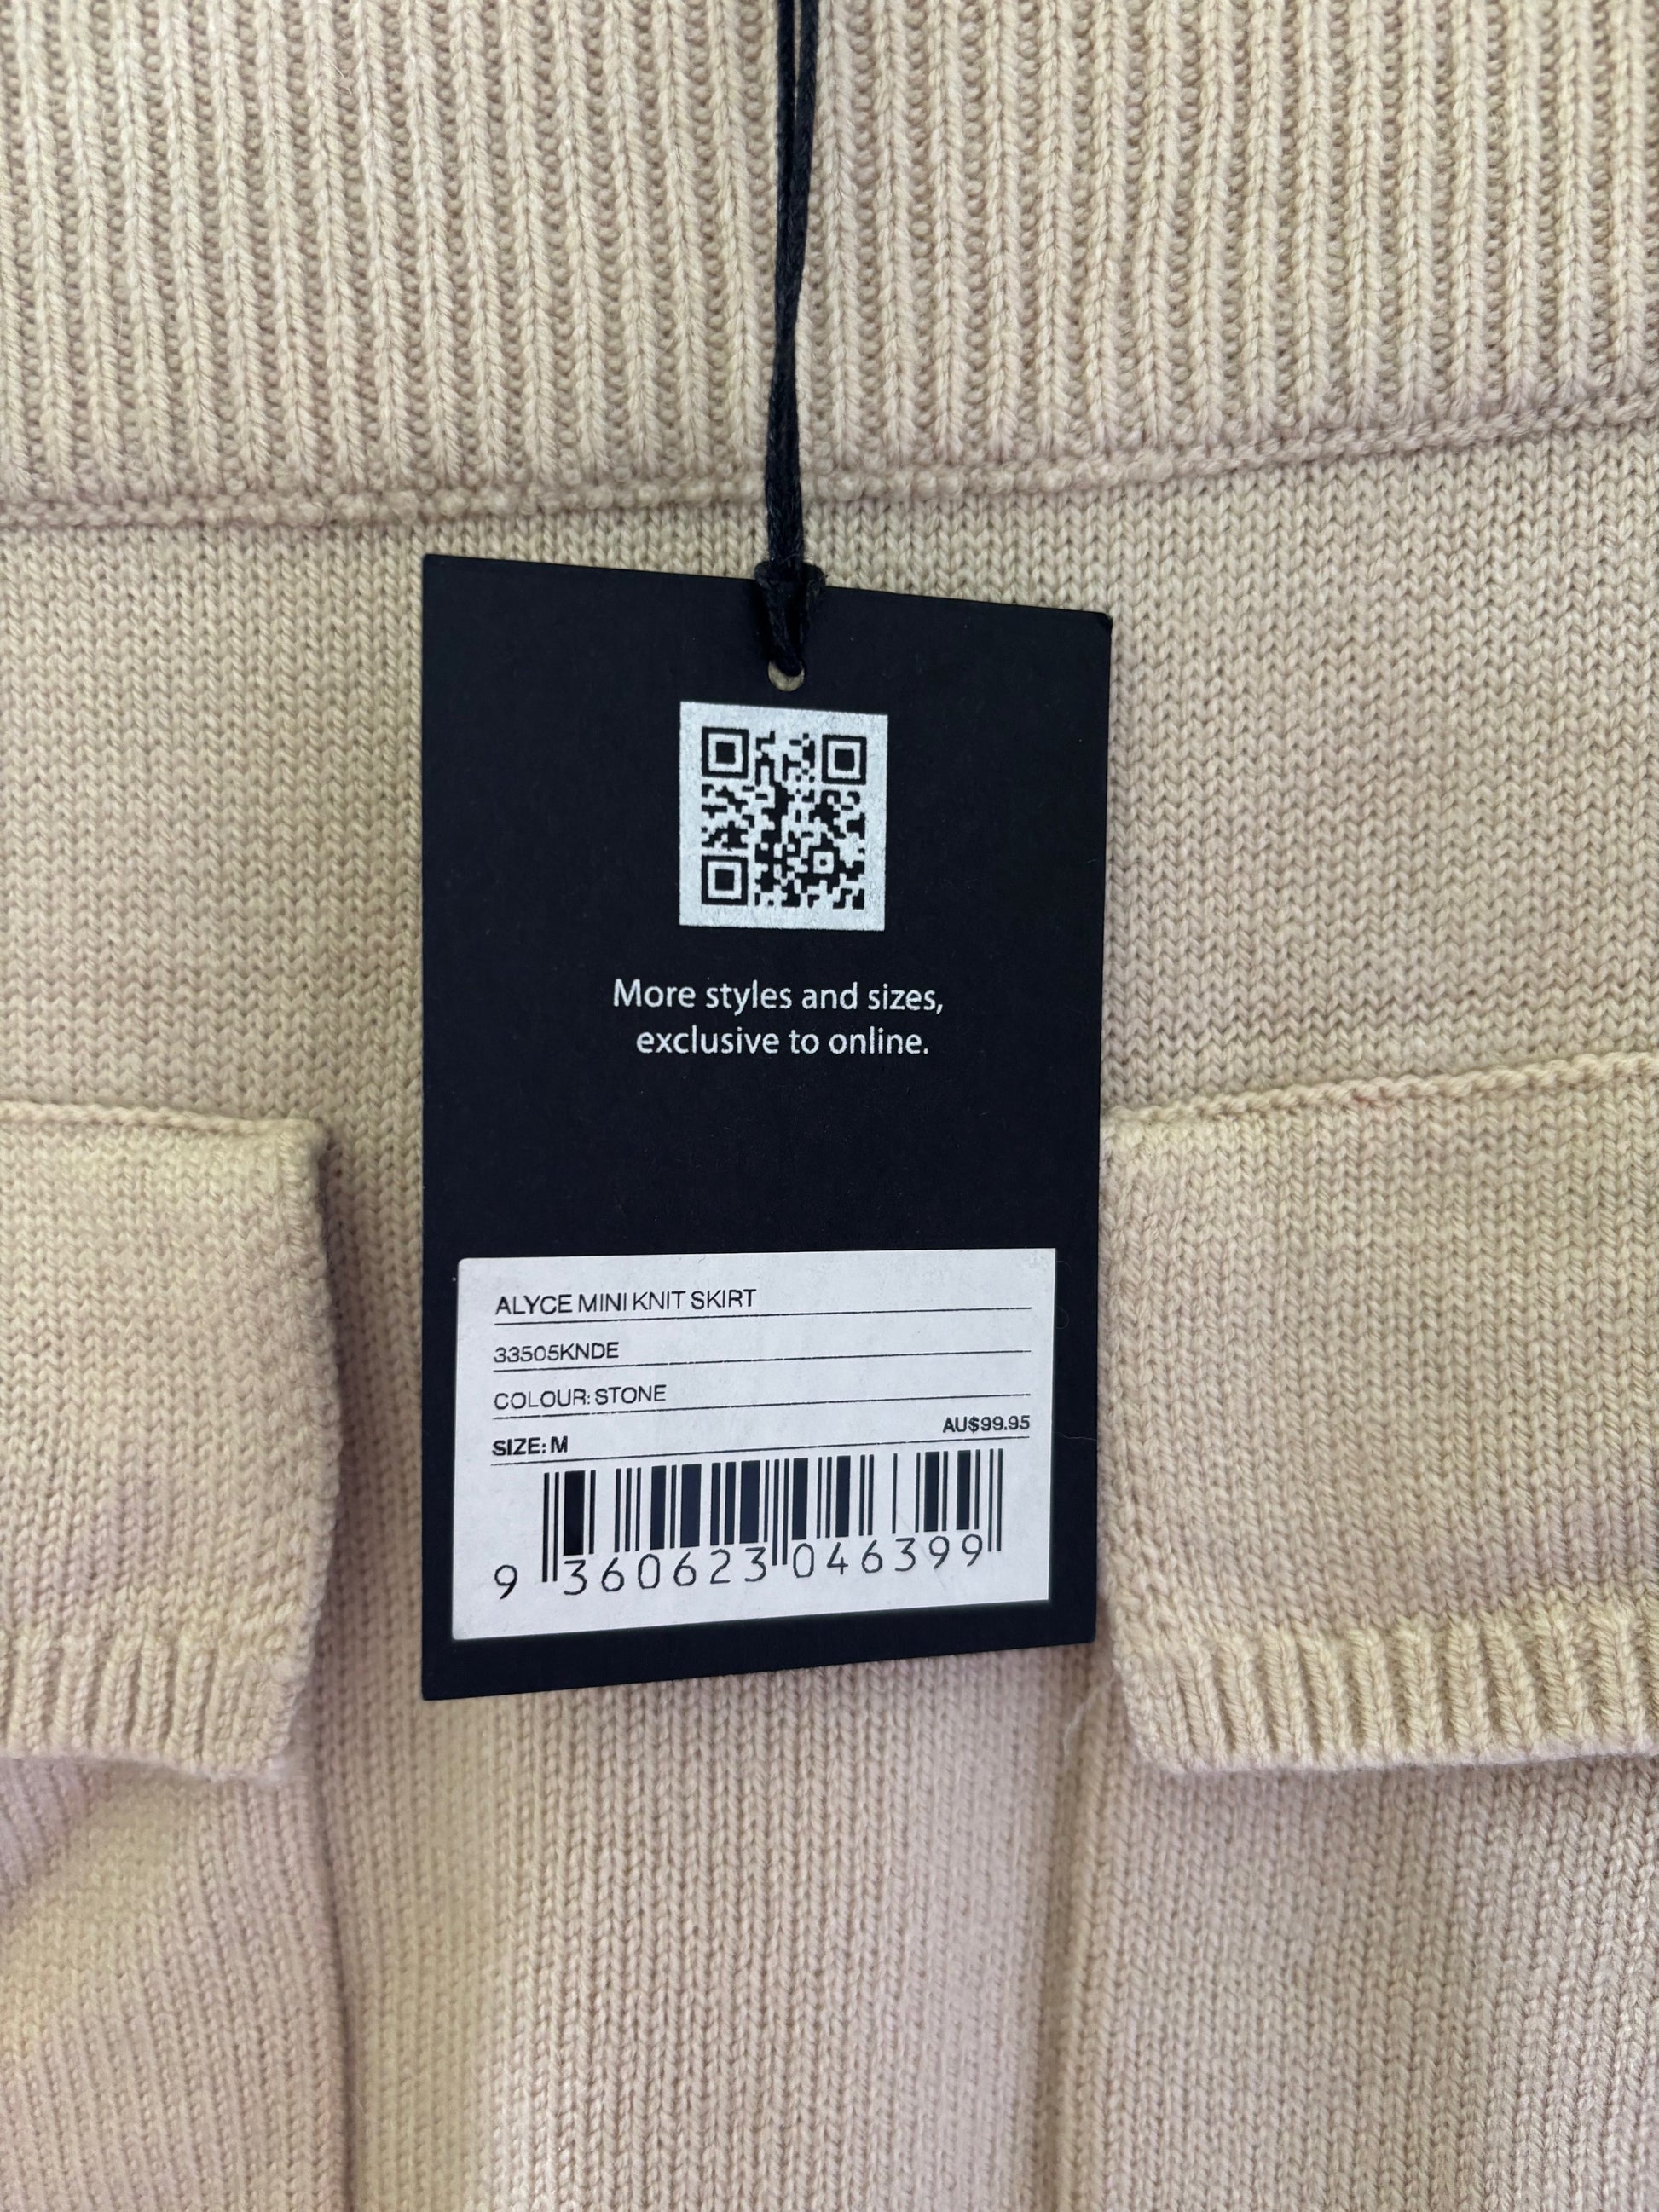 More styles and sizes,
exclusive to online.
ALYCE MINI KNIT SKIRT
33505KNDE
COLOUR: STONE
AU$99.95
SIZE: M
9 360623 046399